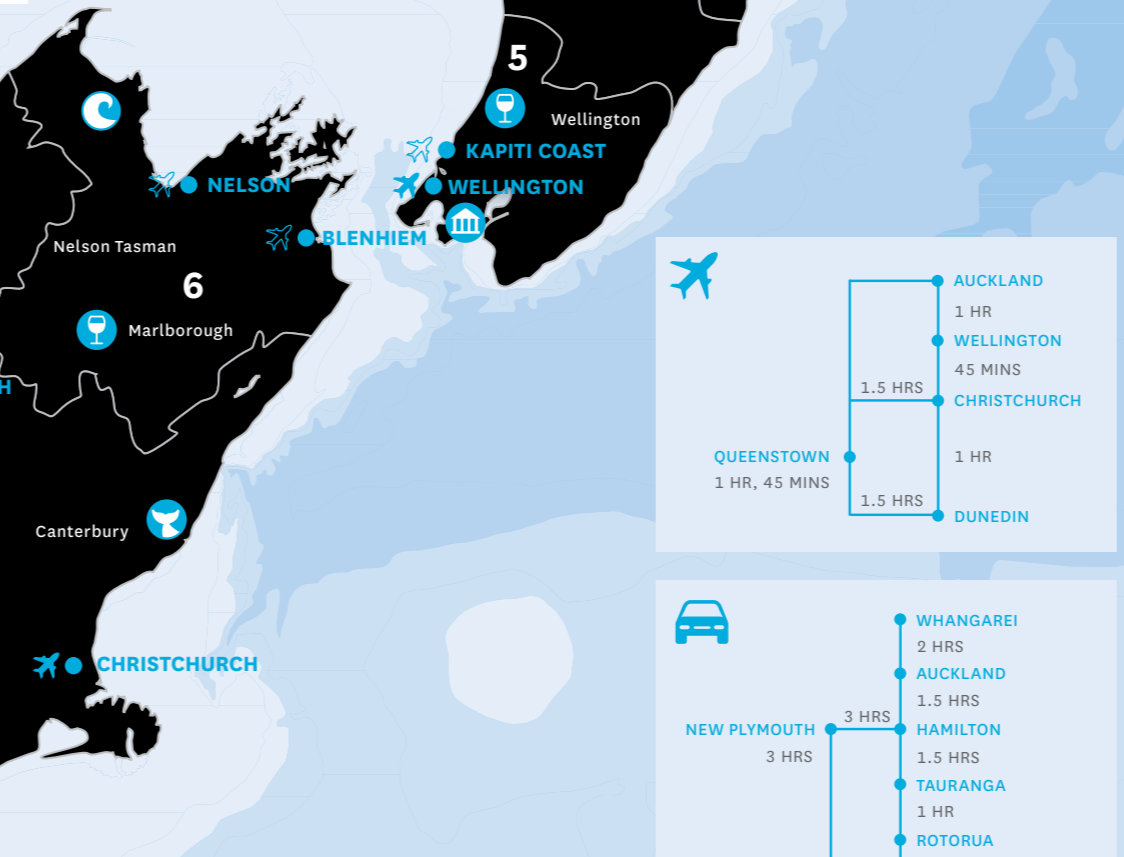 5
Wellington
KAPITI COAST
WELLINGTON
NELSON
BLENHIEM
Nelson Tasman
6
Marlborough
H
Canterbury
CHRISTCHURCH
AUCKLAND
1 HR
WELLINGTON
45 MINS
1.5 HRS
CHRISTCHURCH
QUEENSTOWN
1 HR
1 HR, 45 MINS
1.5 HRS
DUNEDIN
WHANGAREI
2 HRS
AUCKLAND
1.5 HRS
3 HRS
NEW PLYMOUTH
HAMILTON
3 HRS
1.5 HRS
TAURANGA
1 HR
ROTORUA